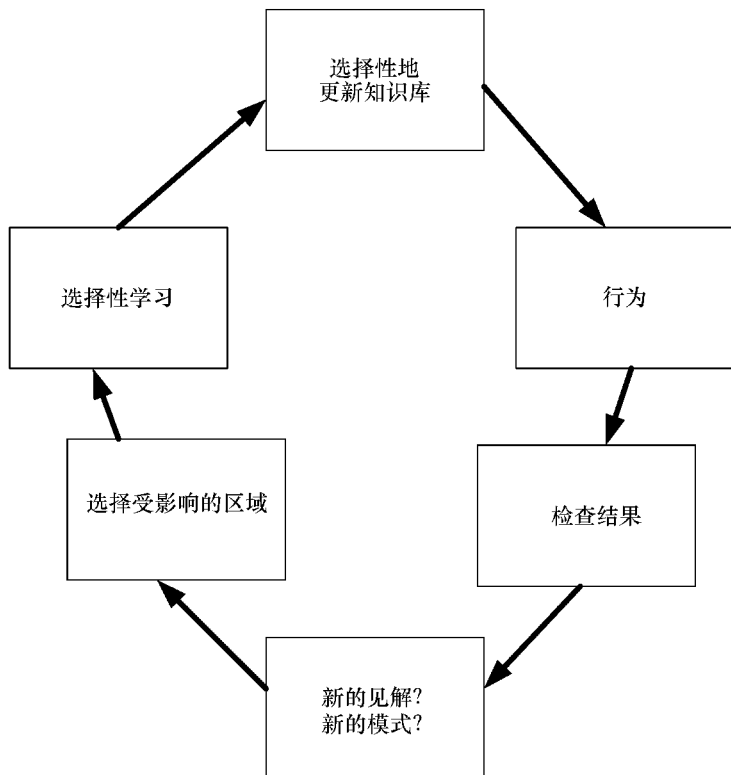 选择性地
更新知识库
选择性学习
行为
选择受影响的区域
检查结果
新的见解?
新的模式?